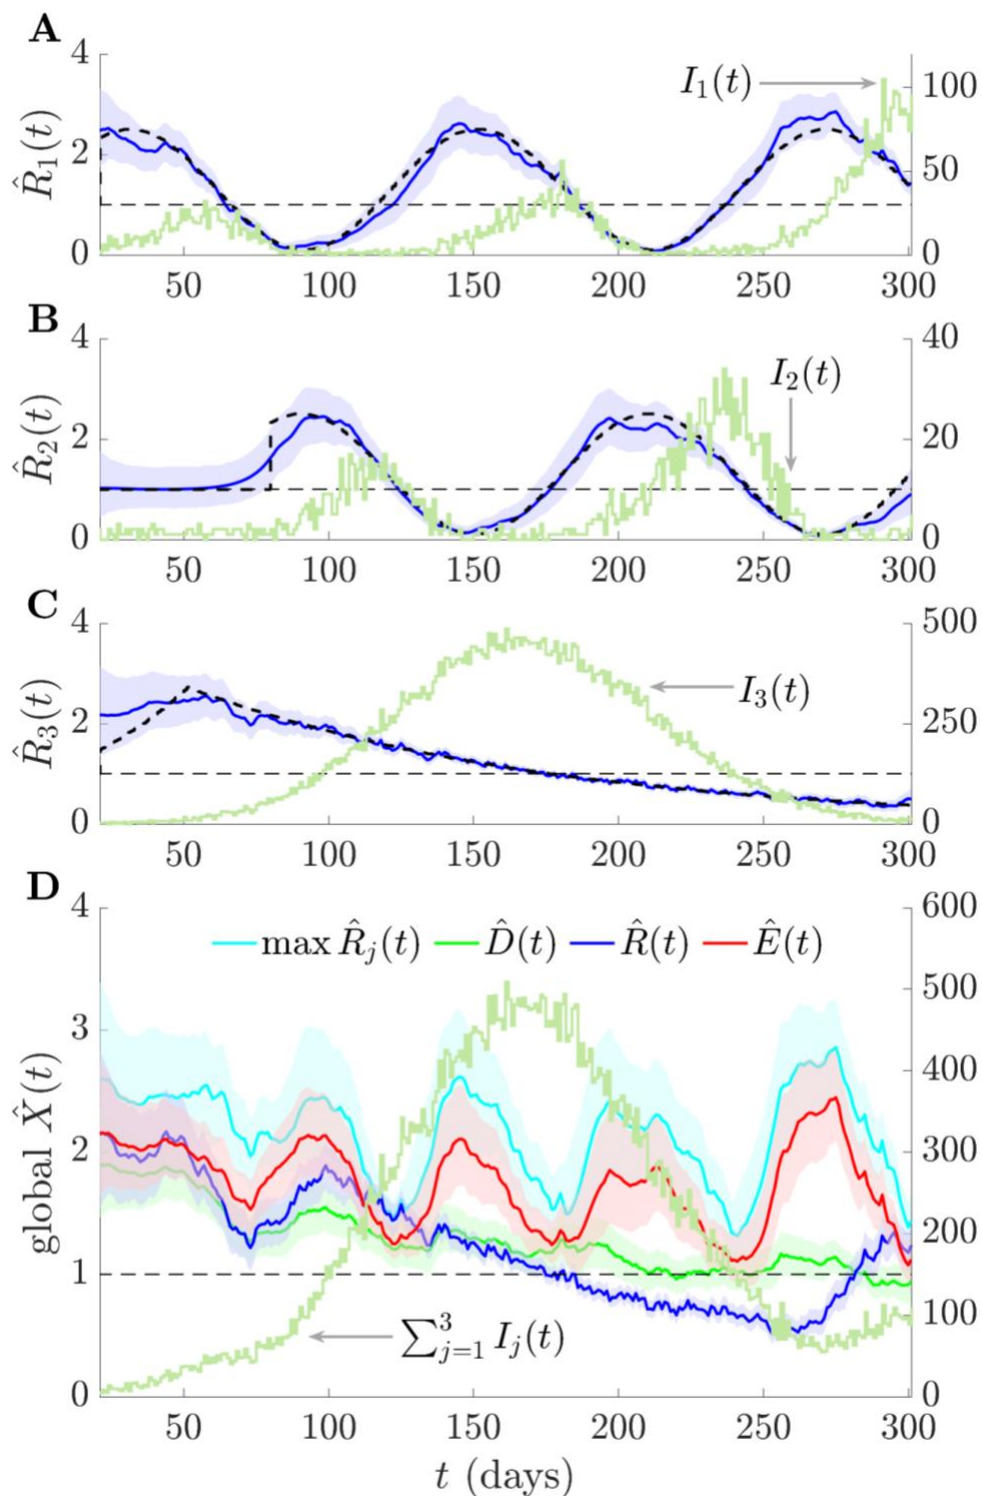 A
4
2
0
R̂₁(t)
I₁(t)
100
50
0
50 100 150 200 250 300
B
4
2
0
R̂₂(t)
I₂(t)
40
20
0
50 100 150 200 250 300
C
4
2
0
R̂₃(t)
I₃(t)
500
250
0
50 100 150 200 250 300
D
4
3
2
1
0
global X̂(t)
max R̂ⱼ(t) D̂(t) R̂(t) Ê(t)
∑³ⱼ₌₁ Iⱼ(t)
600
500
400
300
200
100
0
50 100 150 200 250 300
t (days)